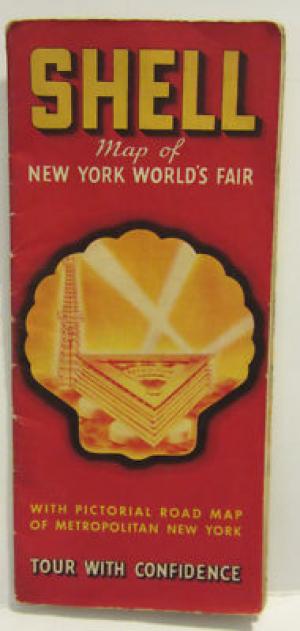 SHELL
Map of
NEW YORK WORLD'S FAIR
WITH PICTORIAL ROAD MAP
OF METROPOLITAN NEW YORK
TOUR WITH CONFIDENCE